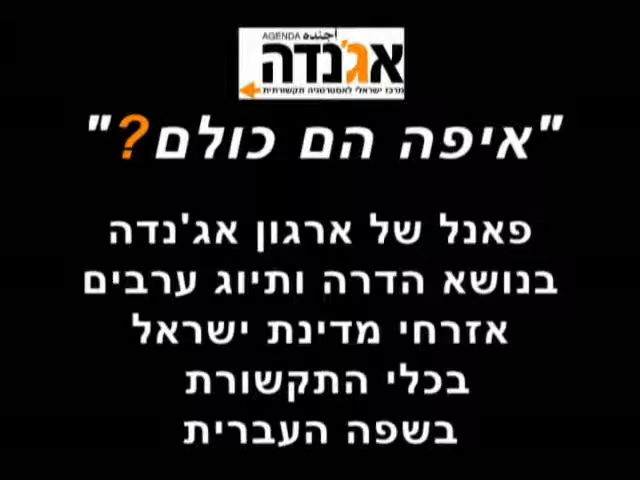 AGENDA أجندة
אג'נדה
מרכז ישראלי לאסטרטגיה תקשורתית
"איפה הם כולם?"
פאנל של ארגון אג'נדה
בנושא הדרה ותיוג ערבים
אזרחי מדינת ישראל
בכלי התקשורת
בשפה העברית